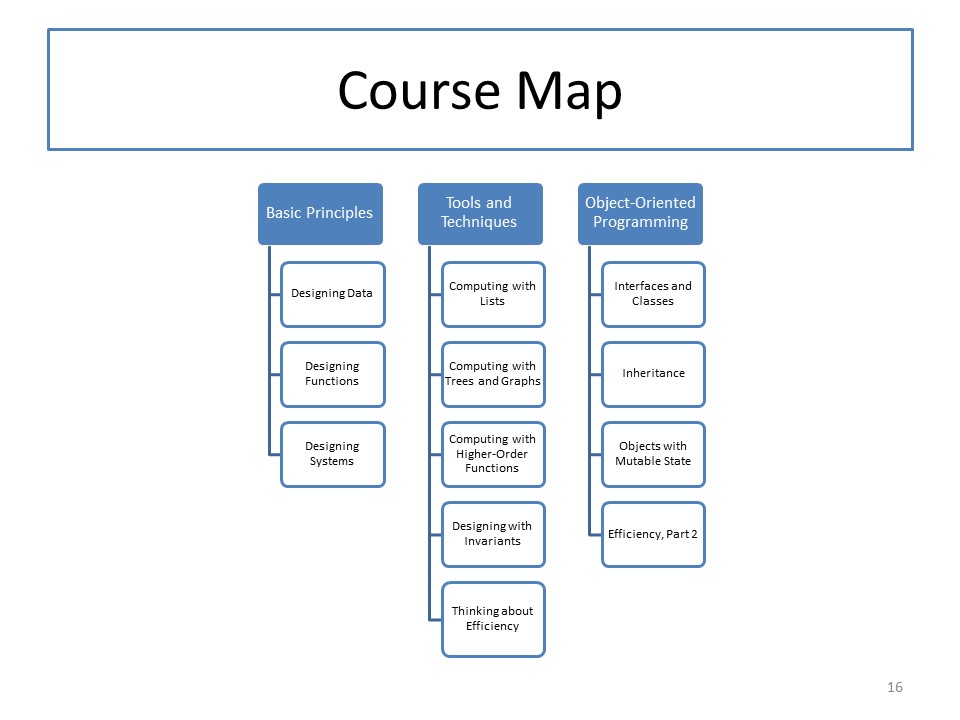 Course Map
Basic Principles
Designing Data
Designing
Functions
Designing
Systems
Tools and
Techniques
Computing with
Lists
Computing with
Trees and Graphs
Computing with
Higher-Order
Functions
Designing with
Invariants
Thinking about
Efficiency
Object-Oriented
Programming
Interfaces and
Classes
Inheritance
Objects with
Mutable State
Efficiency, Part 2
16